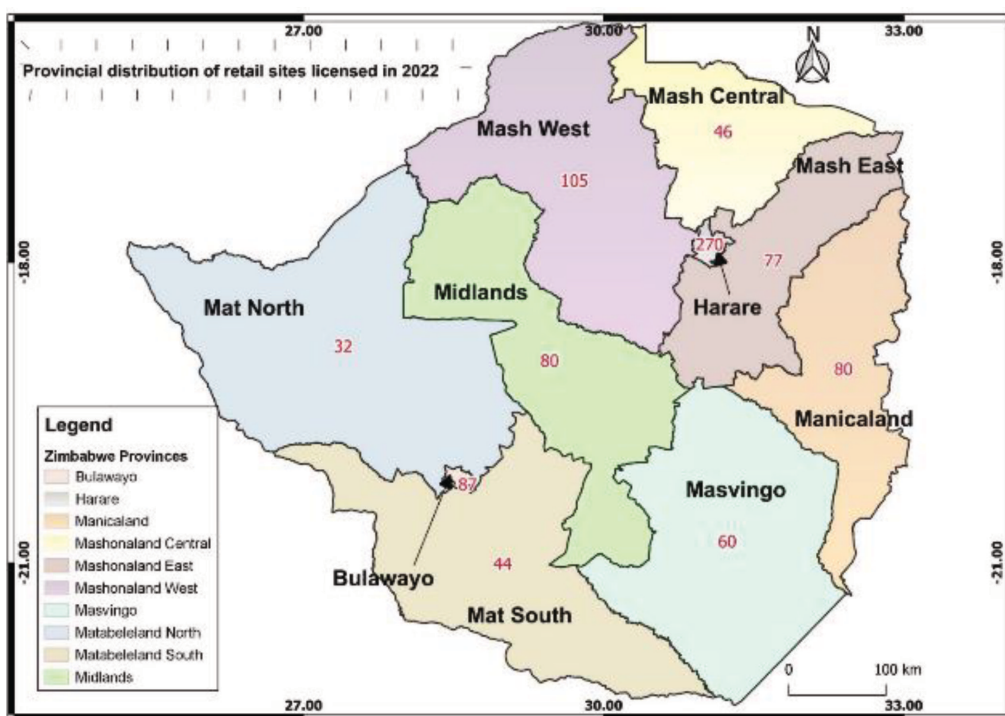 27.00
30.00
33.00
N
Provincial distribution of retail sites licensed in 2022
Mash Central
46
Mash West
105
Mash East
-18.00
270
77
-18.00
Harare
Mat North
32
Midlands
80
80
Manicaland
Legend
Zimbabwe Provinces
Bulawayo
Harare
Manicaland
Mashonaland Central
Mashonaland East
Mashonaland West
Masvingo
Matabeleland North
Matabeleland South
Midlands
87
Bulawayo
44
Mat South
Masvingo
60
-21.00
-21.00
0 100 km
27.00
30.00
33.00